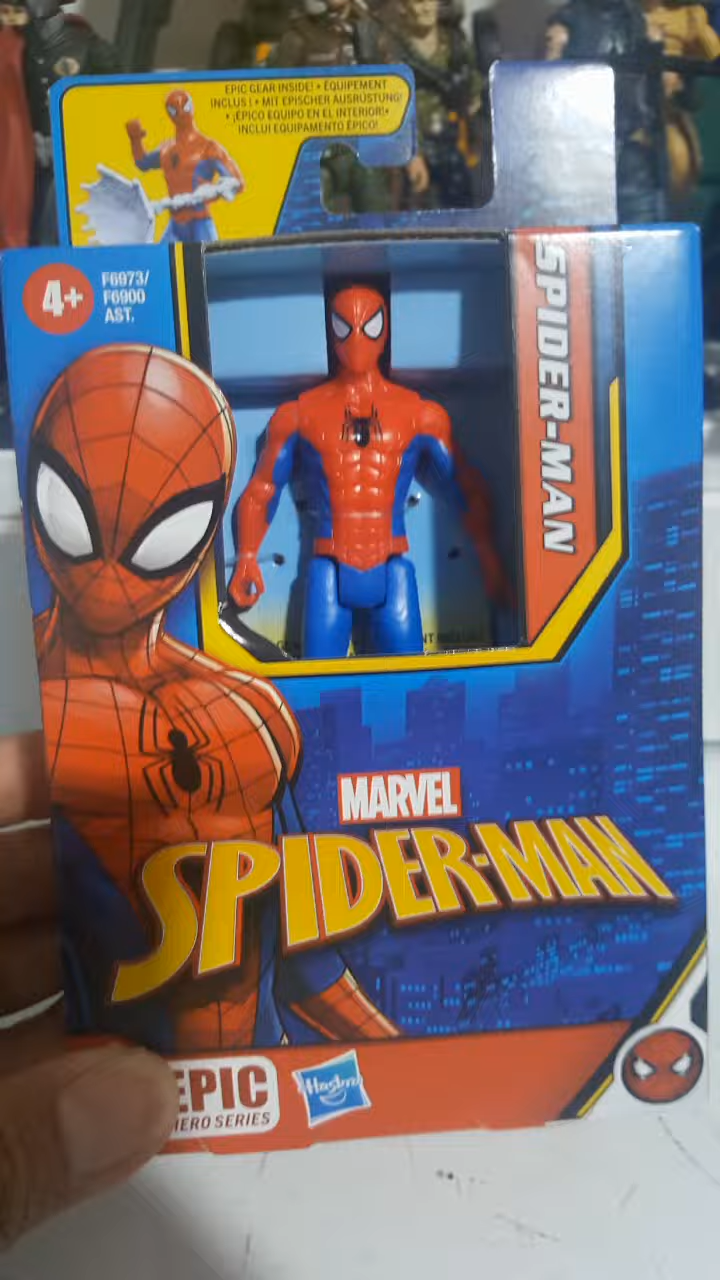 EPIC GEAR INSIDE! • ÉQUIPEMENT
INCLUS ! • MIT EPISCHER AUSRÜSTUNG!
• ¡ÉPICO EQUIPO EN EL INTERIOR!•
INCLUI EQUIPAMENTO ÉPICO!
4+
F6973/
F6900
AST.
SPIDER-MAN
MARVEL
SPIDER-MAN
EPIC
HERO SERIES
Hasbro